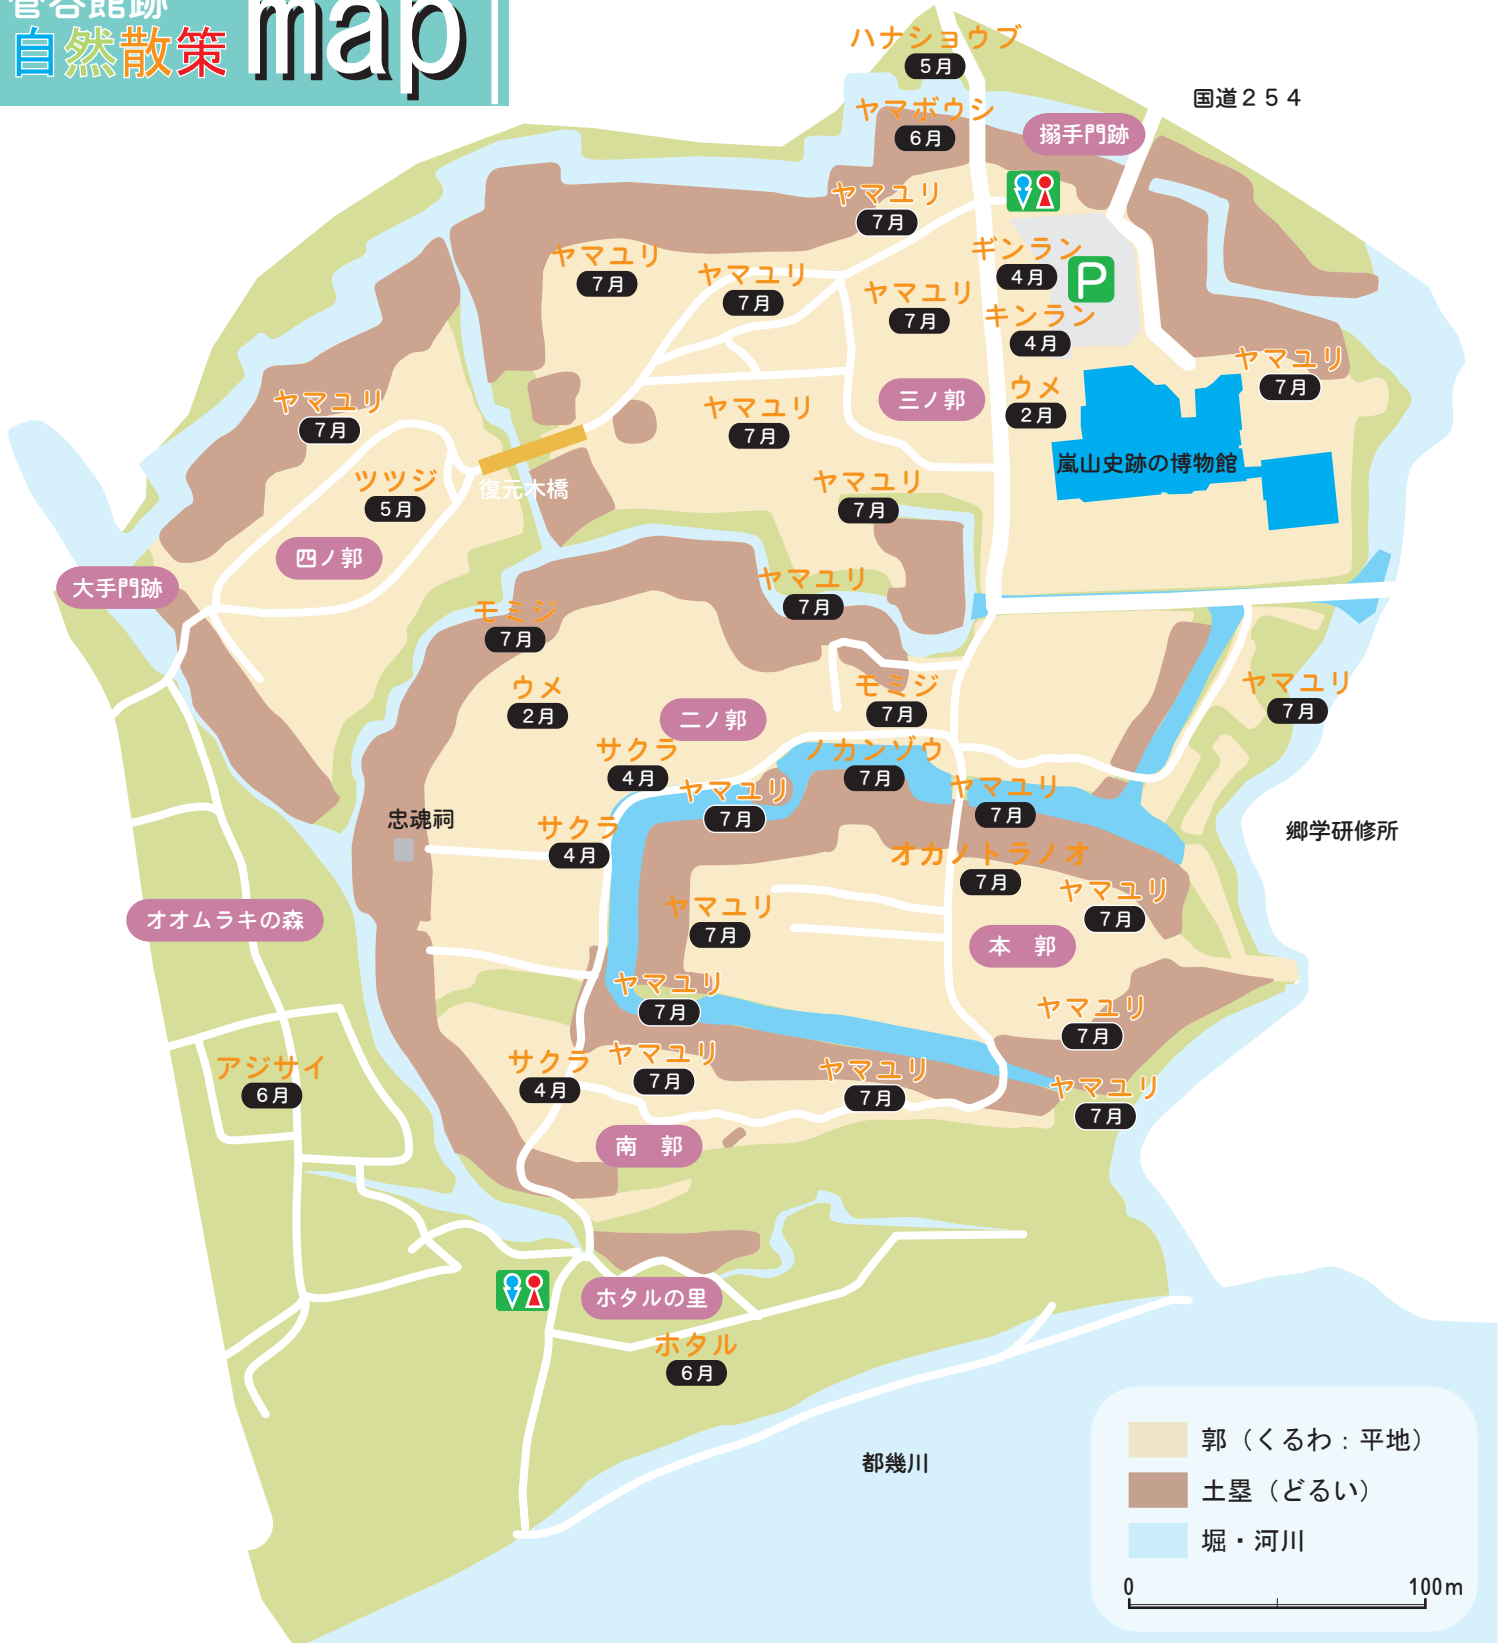 菅谷館跡
自然散策 map
ハナショウブ
5月
国道254
ヤマボウシ
6月
搦手門跡
ヤマユリ
7月
ヤマユリ
7月
ヤマユリ
7月
ヤマユリ
7月
ギンラン
4月
P
キンラン
4月
ヤマユリ
7月
ヤマユリ
7月
三ノ郭
ウメ
2月
ヤマユリ
7月
嵐山史跡の博物館
ツツジ
5月
復元木橋
ヤマユリ
7月
四ノ郭
大手門跡
ヤマユリ
7月
モミジ
7月
ウメ
2月
二ノ郭
モミジ
7月
ヤマユリ
7月
サクラ
4月
ノカンゾウ
7月
ヤマユリ
7月
ヤマユリ
7月
忠魂祠
サクラ
4月
郷学研修所
オカノトラノオ
7月
ヤマユリ
7月
オオムラキの森
ヤマユリ
7月
本 郭
ヤマユリ
7月
ヤマユリ
7月
アジサイ
6月
サクラ
4月
ヤマユリ
7月
ヤマユリ
7月
ヤマユリ
7月
南 郭
ホタルの里
ホタル
6月
都幾川
郭（くるわ：平地）
土塁（どるい）
堀・河川
0 100m